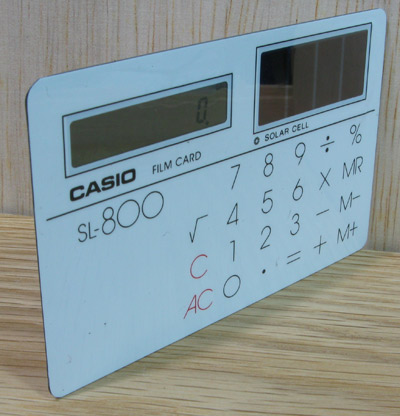 0.
CASIO FILM CARD
SOLAR CELL
SL-800
7 8 9 ÷ %
√ 4 5 6 × MR
C 1 2 3 − M−
AC 0 · = + M+